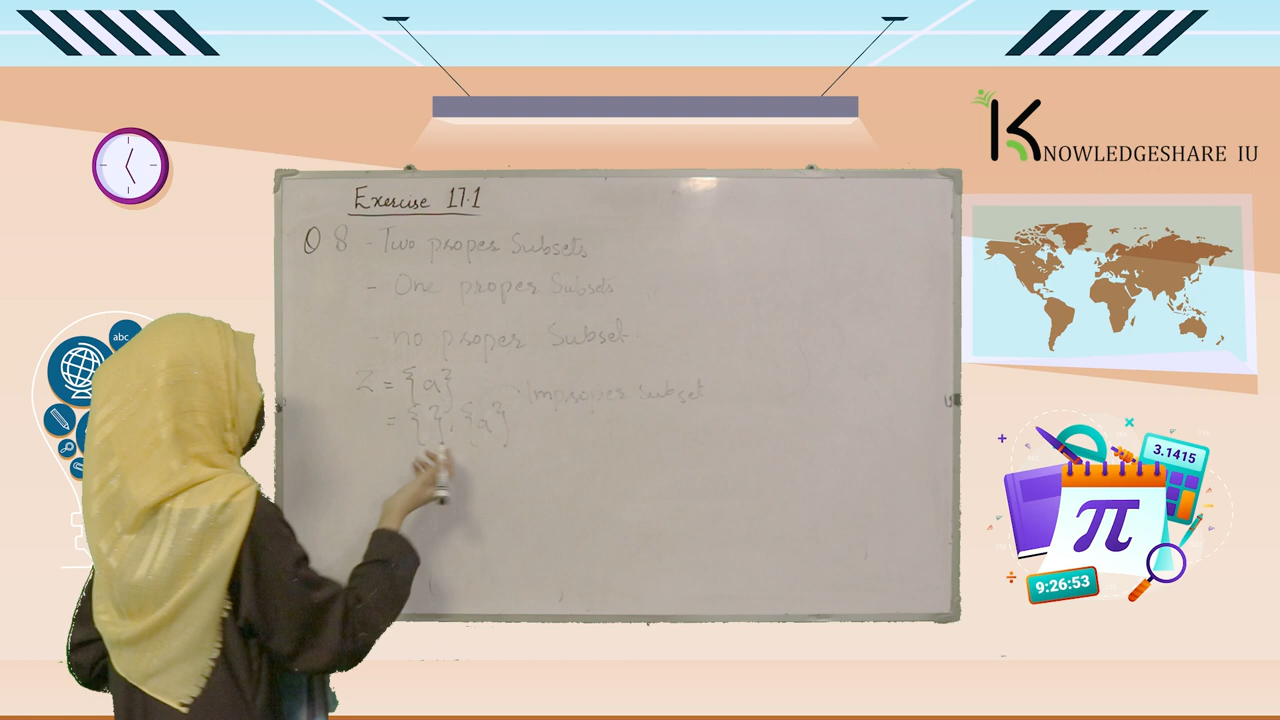 KNOWLEDGESHARE IU
Exercise 17.1
Q 8 - Two proper Subsets
- One proper Subsets
- no proper Subset
Z = {a}
Improper subset
= { }, {a}
abc
3.1415
π
9:26:53